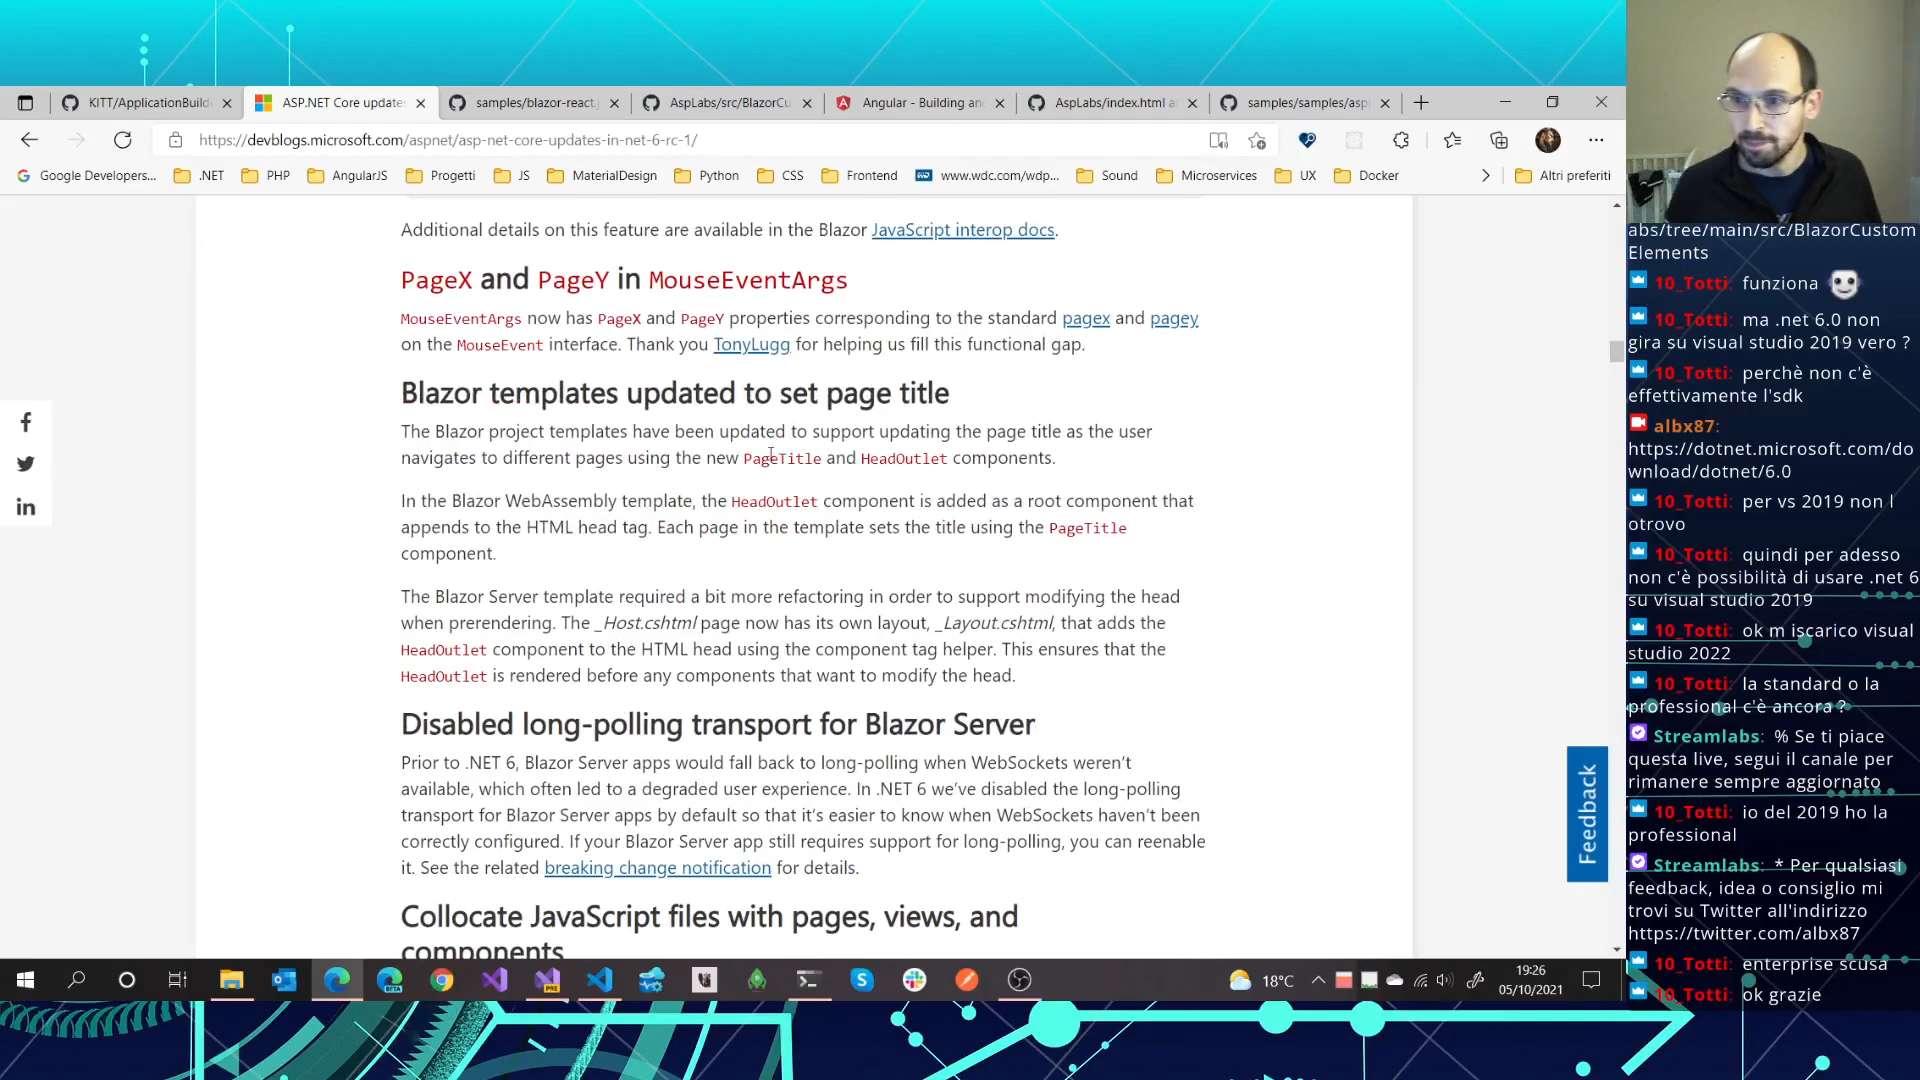 KITT/ApplicationBuild
ASP.NET Core update
samples/blazor-react.
AspLabs/src/BlazorCu
Angular - Building an
AspLabs/index.html a
samples/samples/asp
https://devblogs.microsoft.com/aspnet/asp-net-core-updates-in-net-6-rc-1/
Google Developers...
.NET
PHP
AngularJS
Progetti
JS
MaterialDesign
Python
CSS
Frontend
www.wdc.com/wdp...
Sound
Microservices
UX
Docker
Altri preferiti
Additional details on this feature are available in the Blazor JavaScript interop docs.
PageX and PageY in MouseEventArgs
MouseEventArgs now has PageX and PageY properties corresponding to the standard pagex and pagey
on the MouseEvent interface. Thank you TonyLugg for helping us fill this functional gap.
Blazor templates updated to set page title
The Blazor project templates have been updated to support updating the page title as the user
navigates to different pages using the new PageTitle and HeadOutlet components.
In the Blazor WebAssembly template, the HeadOutlet component is added as a root component that
appends to the HTML head tag. Each page in the template sets the title using the PageTitle
component.
The Blazor Server template required a bit more refactoring in order to support modifying the head
when prerendering. The _Host.cshtml page now has its own layout, _Layout.cshtml, that adds the
HeadOutlet component to the HTML head using the component tag helper. This ensures that the
HeadOutlet is rendered before any components that want to modify the head.
Disabled long-polling transport for Blazor Server
Prior to .NET 6, Blazor Server apps would fall back to long-polling when WebSockets weren't
available, which often led to a degraded user experience. In .NET 6 we've disabled the long-polling
transport for Blazor Server apps by default so that it's easier to know when WebSockets haven't been
correctly configured. If your Blazor Server app still requires support for long-polling, you can reenable
it. See the related breaking change notification for details.
Collocate JavaScript files with pages, views, and
components
Feedback
18°C
19:26
05/10/2021
abs/tree/main/src/BlazorCustom
Elements
10_Totti: funziona
10_Totti: ma .net 6.0 non
gira su visual studio 2019 vero ?
10_Totti: perchè non c'è
effettivamente l'sdk
albx87:
https://dotnet.microsoft.com/do
wnload/dotnet/6.0
10_Totti: per vs 2019 non l
otrovo
10_Totti: quindi per adesso
non c'è possibilità di usare .net 6
su visual studio 2019
10_Totti: ok m iscarico visual
studio 2022
10_Totti: la standard o la
professional c'è ancora ?
Streamlabs: % Se ti piace
questa live, segui il canale per
rimanere sempre aggiornato
10_Totti: io del 2019 ho la
professional
Streamlabs: * Per qualsiasi
feedback, idea o consiglio mi
trovi su Twitter all'indirizzo
https://twitter.com/albx87
10_Totti: enterprise scusa
10_Totti: ok grazie